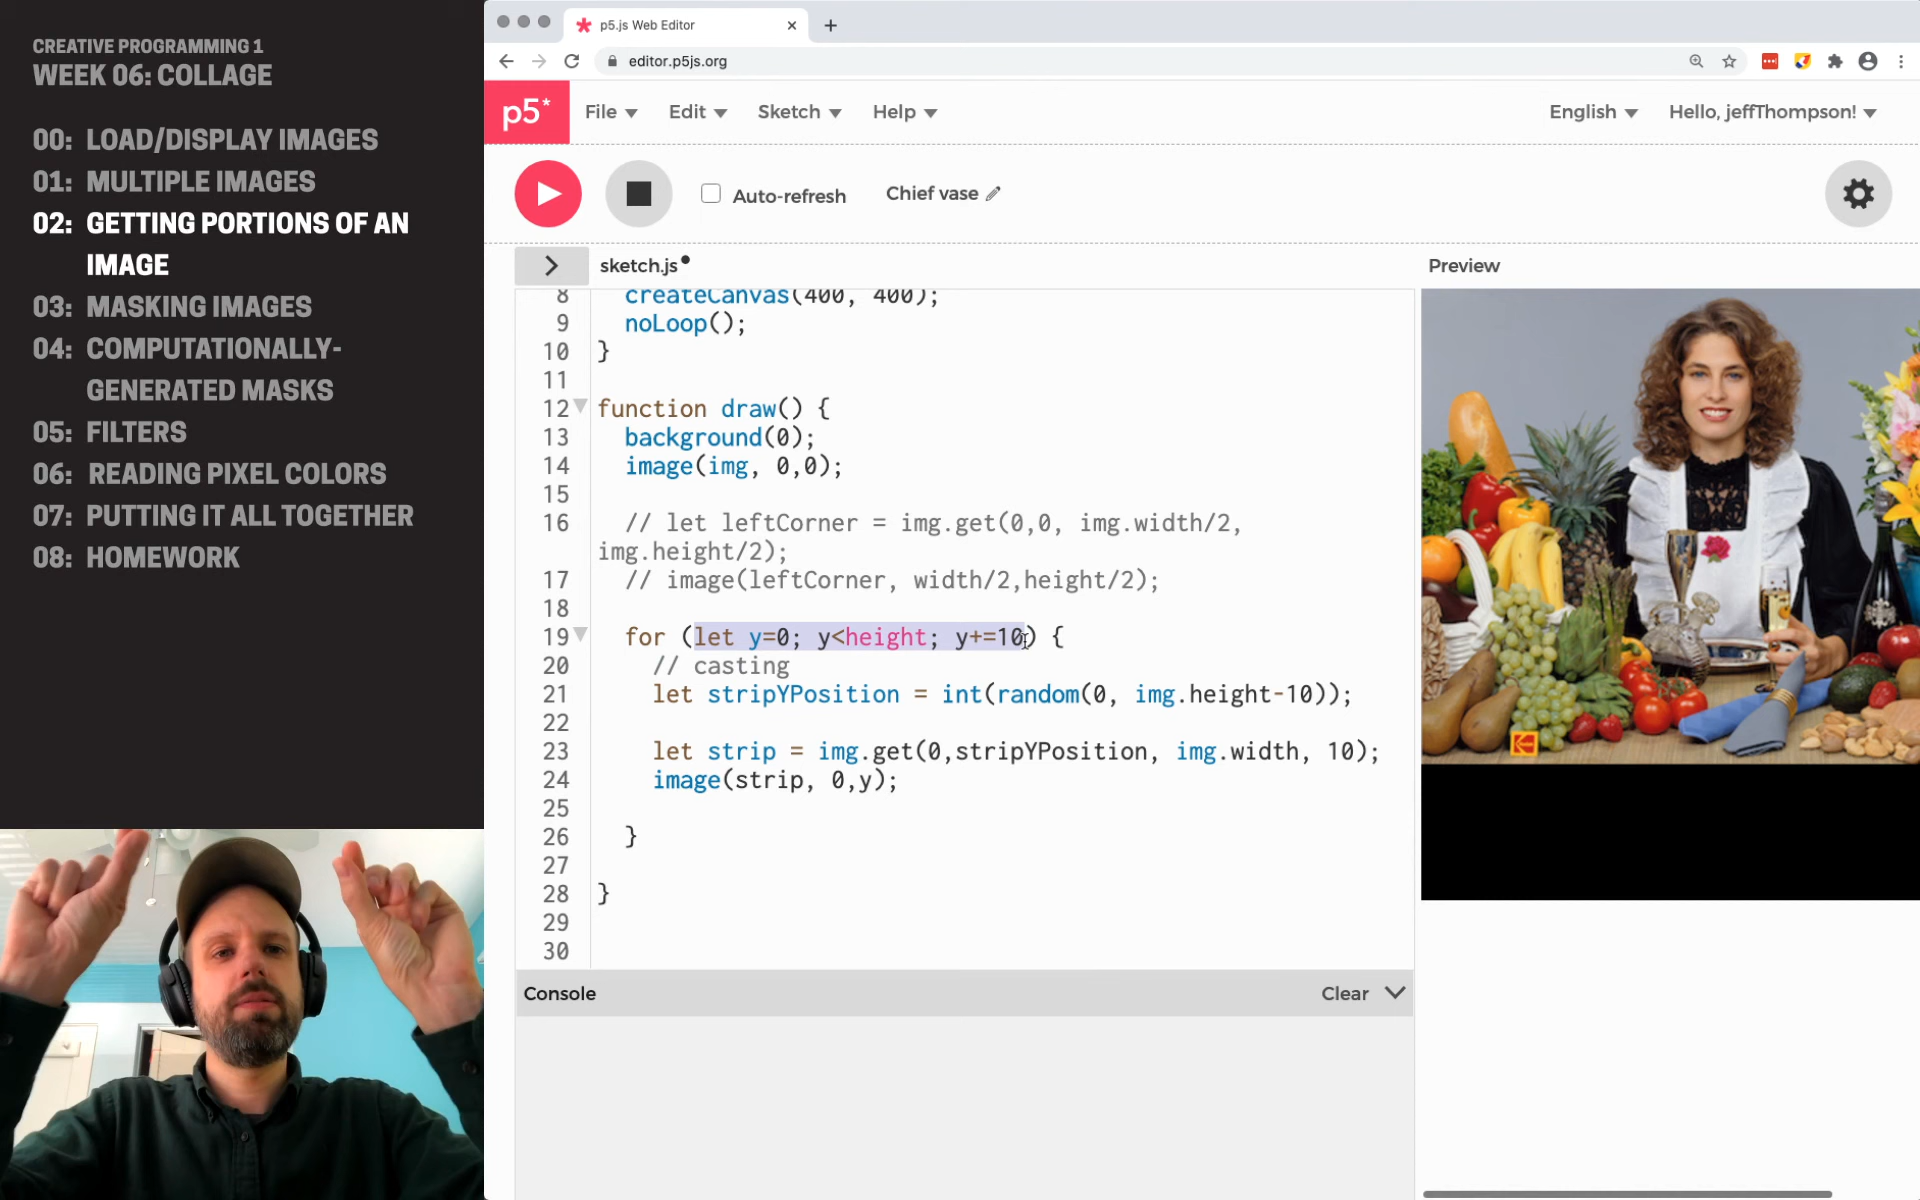 CREATIVE PROGRAMMING 1
WEEK 06: COLLAGE
00: LOAD/DISPLAY IMAGES
01: MULTIPLE IMAGES
02: GETTING PORTIONS OF AN
IMAGE
03: MASKING IMAGES
04: COMPUTATIONALLY-
GENERATED MASKS
05: FILTERS
06: READING PIXEL COLORS
07: PUTTING IT ALL TOGETHER
08: HOMEWORK
p5.js Web Editor
editor.p5js.org
p5* File Edit Sketch Help English Hello, jeffThompson!
Auto-refresh Chief vase
sketch.js
Preview
8 createCanvas(400, 400);
9 noLoop();
10 }
11
12 function draw() {
13 background(0);
14 image(img, 0,0);
15
16 // let leftCorner = img.get(0,0, img.width/2,
img.height/2);
17 // image(leftCorner, width/2,height/2);
18
19 for (let y=0; y<height; y+=10) {
20 // casting
21 let stripYPosition = int(random(0, img.height-10));
22
23 let strip = img.get(0,stripYPosition, img.width, 10);
24 image(strip, 0,y);
25
26 }
27
28 }
29
30
Console Clear